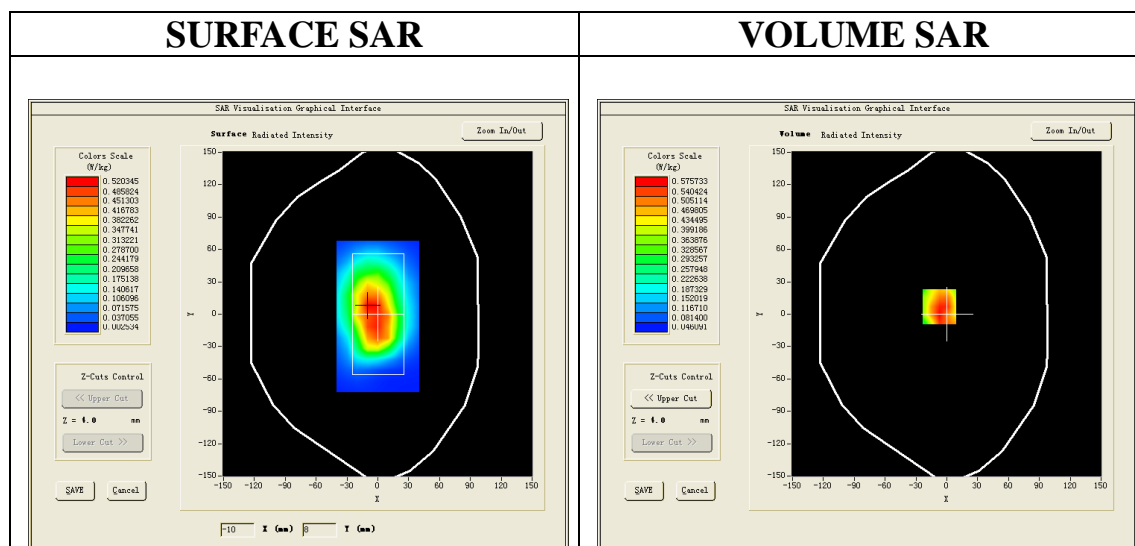 SURFACE SAR
VOLUME SAR
SAR Visualisation Graphical Interface
Surface Radiated Intensity
Zoom In/Out
Colors Scale
(W/kg)
0.520345
0.485824
0.451303
0.416783
0.382262
0.347741
0.313221
0.278700
0.244179
0.209658
0.175138
0.140617
0.106096
0.071575
0.037055
0.002534
150
120
90
60
30
0
-30
-60
-90
-120
-150
Y
-150 -120 -90 -60 -30 0 30 60 90 120 150
X
Z-Cuts Control
<< Upper Cut
Z = 4.0 mm
Lower Cut >>
SAVE Cancel
-10 X (mm) 8 Y (mm)
SAR Visualisation Graphical Interface
Volume Radiated Intensity
Zoom In/Out
Colors Scale
(W/kg)
0.575733
0.540424
0.505114
0.469805
0.434495
0.399186
0.363876
0.328567
0.293257
0.257948
0.222638
0.187329
0.152019
0.116710
0.081400
0.046091
150
120
90
60
30
0
-30
-60
-90
-120
-150
Y
-150 -120 -90 -60 -30 0 30 60 90 120 150
X
Z-Cuts Control
<< Upper Cut
Z = 4.0 mm
Lower Cut >>
SAVE Cancel